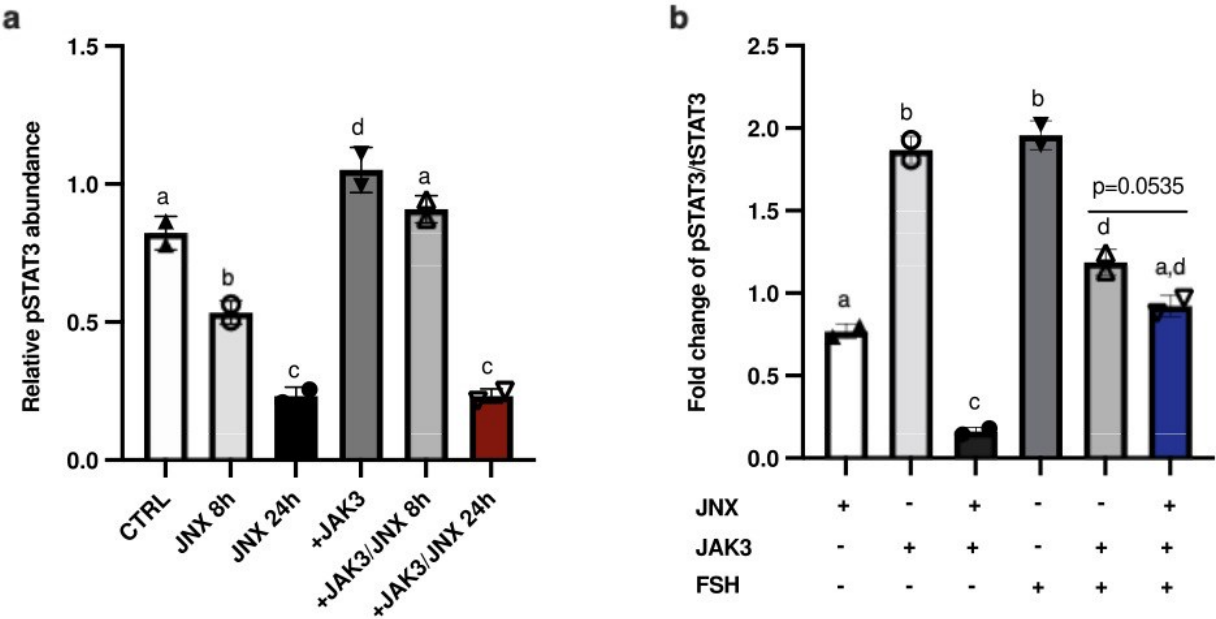 a
Relative pSTAT3 abundance
1.5
1.0
0.5
0.0
a
b
c
d
a
c
CTRL
JNX 8h
JNX 24h
+JAK3
+JAK3/JNX 8h
+JAK3/JNX 24h
b
Fold change of pSTAT3/tSTAT3
2.5
2.0
1.5
1.0
0.5
0.0
a
b
c
b
p=0.0535
d
a,d
JNX + - + - - +
JAK3 - + + - + +
FSH - - - + + +